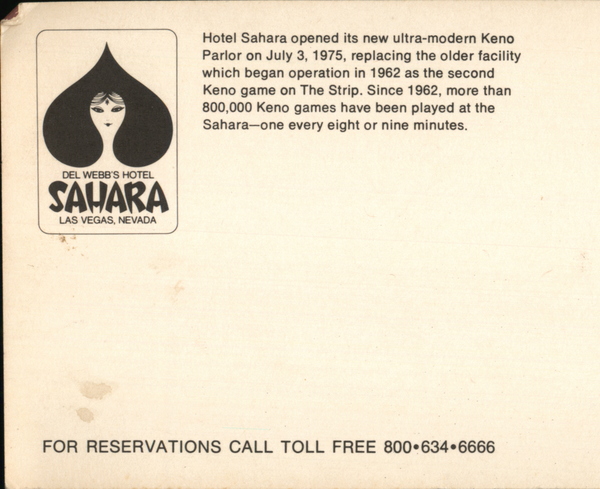 DEL WEBB'S HOTEL
SAHARA
LAS VEGAS, NEVADA
Hotel Sahara opened its new ultra-modern Keno
Parlor on July 3, 1975, replacing the older facility
which began operation in 1962 as the second
Keno game on The Strip. Since 1962, more than
800,000 Keno games have been played at the
Sahara—one every eight or nine minutes.
FOR RESERVATIONS CALL TOLL FREE 800•634•6666